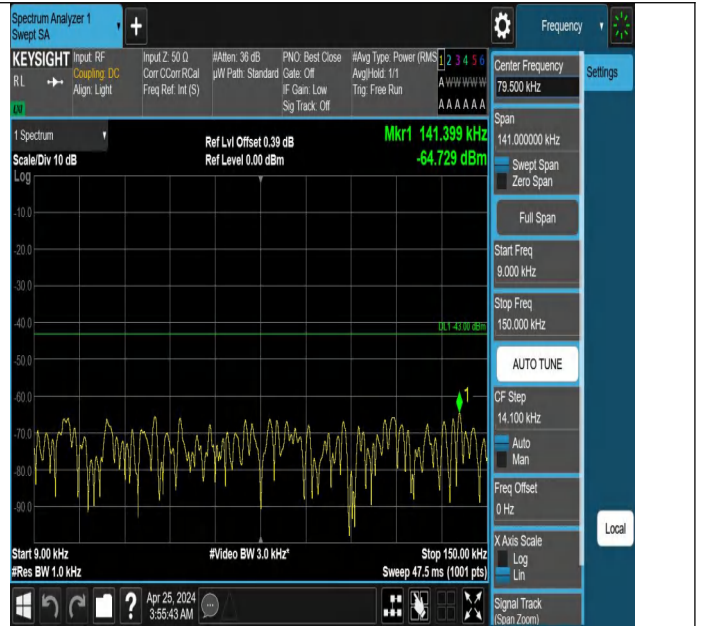 Spectrum Analyzer 1
Swept SA
+
Frequency
KEYSIGHT
RL
LXI
Input: RF
Coupling: DC
Align: Light
Input Z: 50 Ω
Corr CCorr RCal
Freq Ref: Int (S)
#Atten: 36 dB
µW Path: Standard
PNO: Best Close
Gate: Off
IF Gain: Low
Sig Track: Off
#Avg Type: Power (RMS
Avg|Hold: 1/1
Trig: Free Run
1 2 3 4 5 6
A W W W W W
A A A A A A
1 Spectrum
Scale/Div 10 dB
Log
Ref Lvl Offset 0.39 dB
Ref Level 0.00 dBm
Mkr1 141.399 kHz
-64.729 dBm
-10.0
-20.0
-30.0
-40.0
DL1 -43.00 dBm
-50.0
-60.0
1
-70.0
-80.0
-90.0
Start 9.00 kHz
#Res BW 1.0 kHz
#Video BW 3.0 kHz*
Stop 150.00 kHz
Sweep 47.5 ms (1001 pts)
Center Frequency
79.500 kHz
Settings
Span
141.000000 kHz
Swept Span
Zero Span
Full Span
Start Freq
9.000 kHz
Stop Freq
150.000 kHz
AUTO TUNE
CF Step
14.100 kHz
Auto
Man
Freq Offset
0 Hz
X Axis Scale
Log
Lin
Local
Signal Track
(Span Zoom)
?
Apr 25, 2024
3:55:43 AM